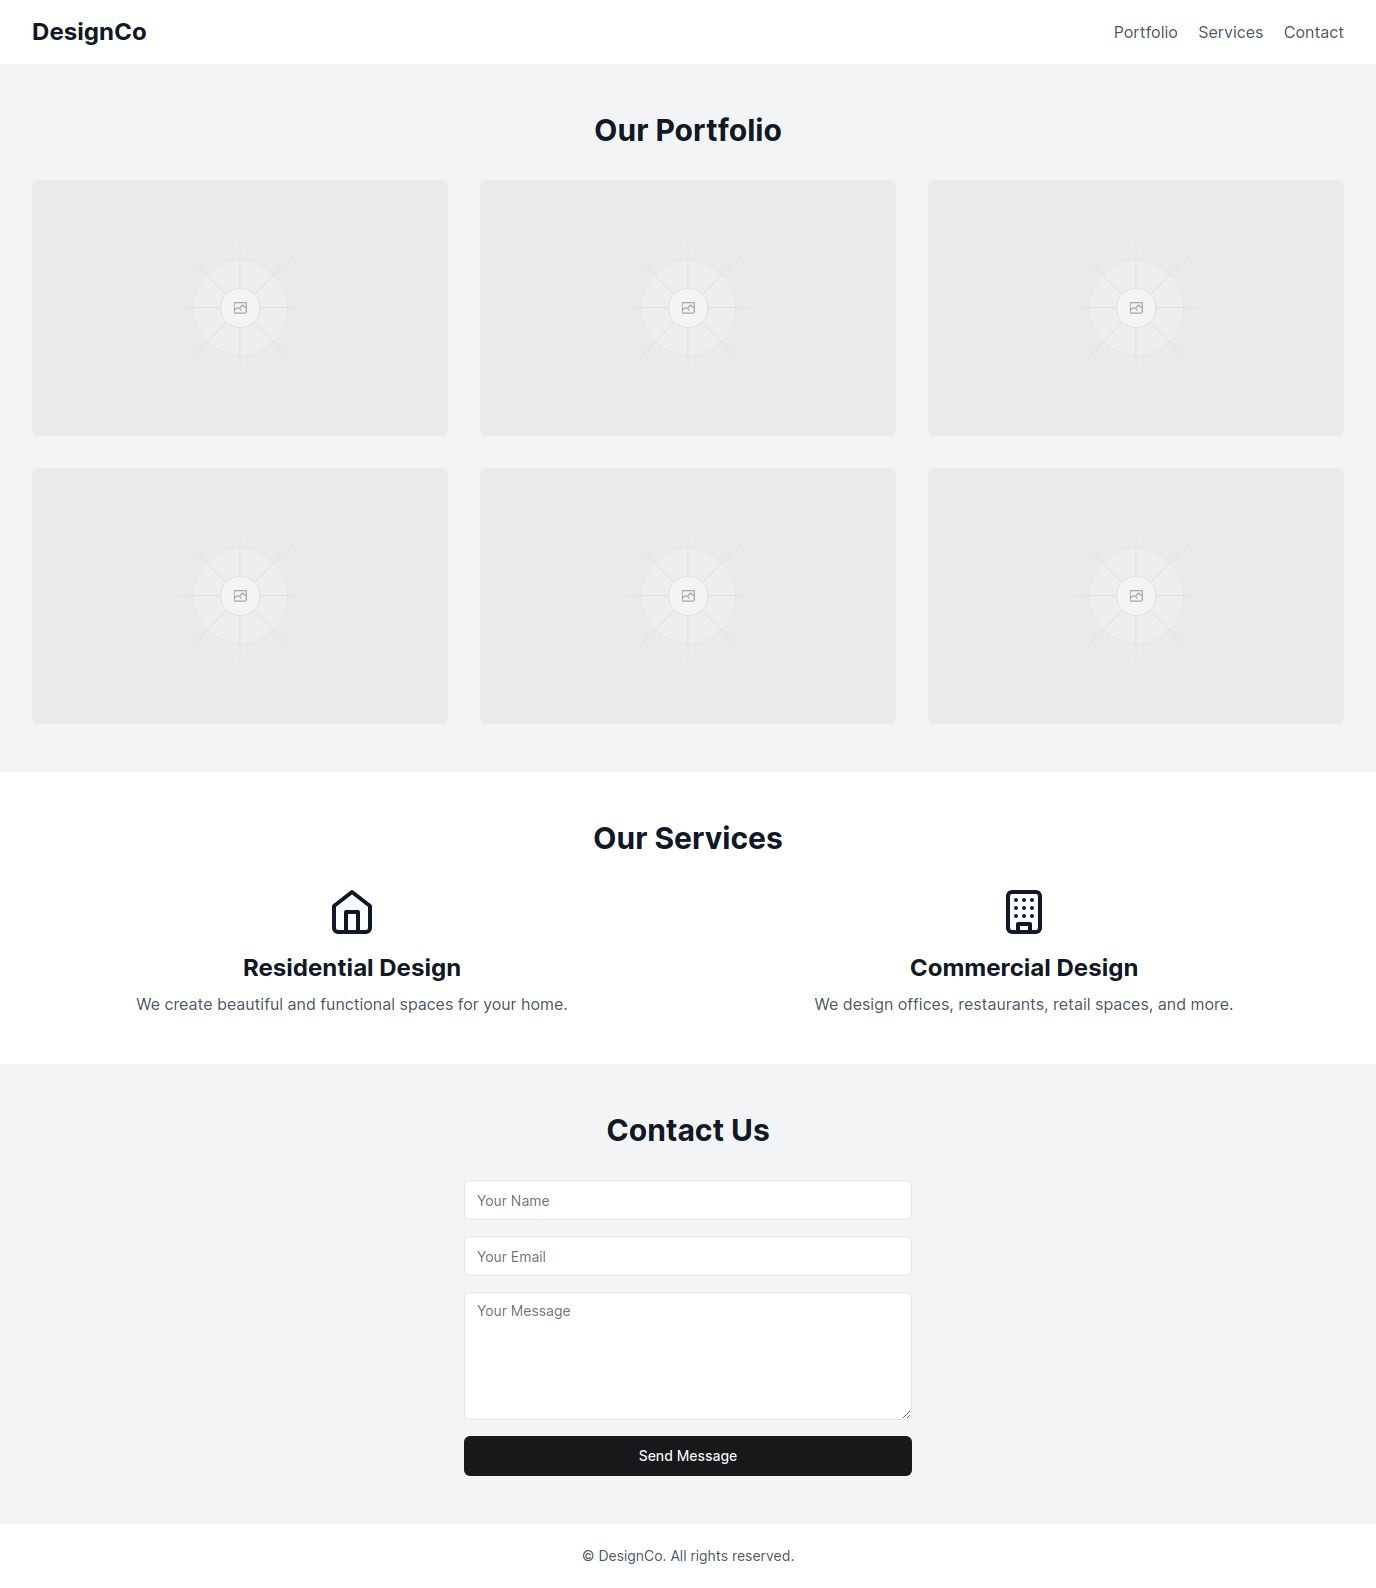 DesignCo
Portfolio Services Contact
Our Portfolio
Our Services
Residential Design
We create beautiful and functional spaces for your home.
Commercial Design
We design offices, restaurants, retail spaces, and more.
Contact Us
Your Name
Your Email
Your Message
Send Message
© DesignCo. All rights reserved.